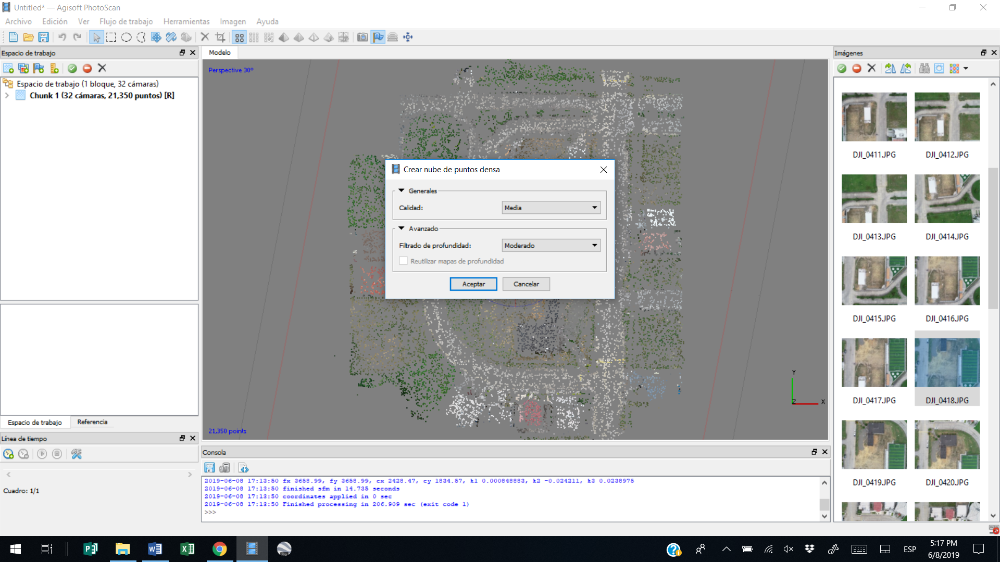 Untitled* — Agisoft PhotoScan
Archivo Edición Ver Flujo de trabajo Herramientas Imagen Ayuda
Espacio de trabajo
Espacio de trabajo (1 bloque, 32 cámaras)
Chunk 1 (32 cámaras, 21,350 puntos) [R]
Espacio de trabajo Referencia
Línea de tiempo
Cuadro: 1/1
Modelo
Perspective 30°
Crear nube de puntos densa
Generales
Calidad: Media
Avanzado
Filtrado de profundidad: Moderado
Reutilizar mapas de profundidad
Aceptar Cancelar
Y
Z X
21,350 points
Consola
2019-06-08 17:13:50 fx 3658.99, fy 3658.99, cx 2428.47, cy 1834.57, k1 0.000848883, k2 -0.024211, k3 0.0238975
2019-06-08 17:13:50 finished sfm in 14.735 seconds
2019-06-08 17:13:50 coordinates applied in 0 sec
2019-06-08 17:13:50 Finished processing in 206.909 sec (exit code 1)
>>>
Imágenes
DJI_0411.JPG DJI_0412.JPG
DJI_0413.JPG DJI_0414.JPG
DJI_0415.JPG DJI_0416.JPG
DJI_0417.JPG DJI_0418.JPG
DJI_0419.JPG DJI_0420.JPG
ESP
5:17 PM
6/8/2019